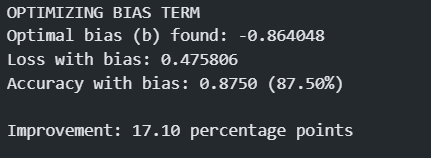 OPTIMIZING BIAS TERM
Optimal bias (b) found: -0.864048
Loss with bias: 0.475806
Accuracy with bias: 0.8750 (87.50%)
Improvement: 17.10 percentage points